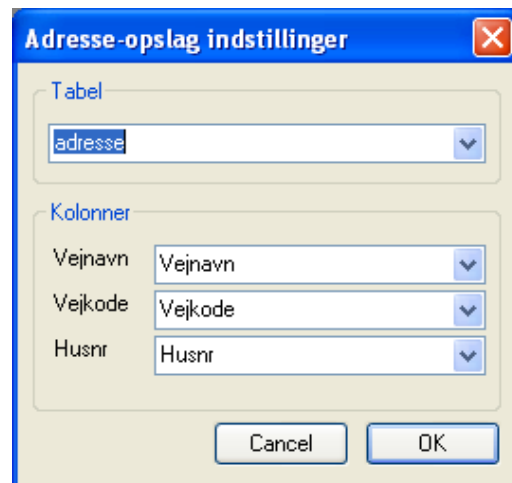 Adresse-opslag indstillinger
Tabel
adresse
Kolonner
Vejnavn Vejnavn
Vejkode Vejkode
Husnr Husnr
Cancel OK